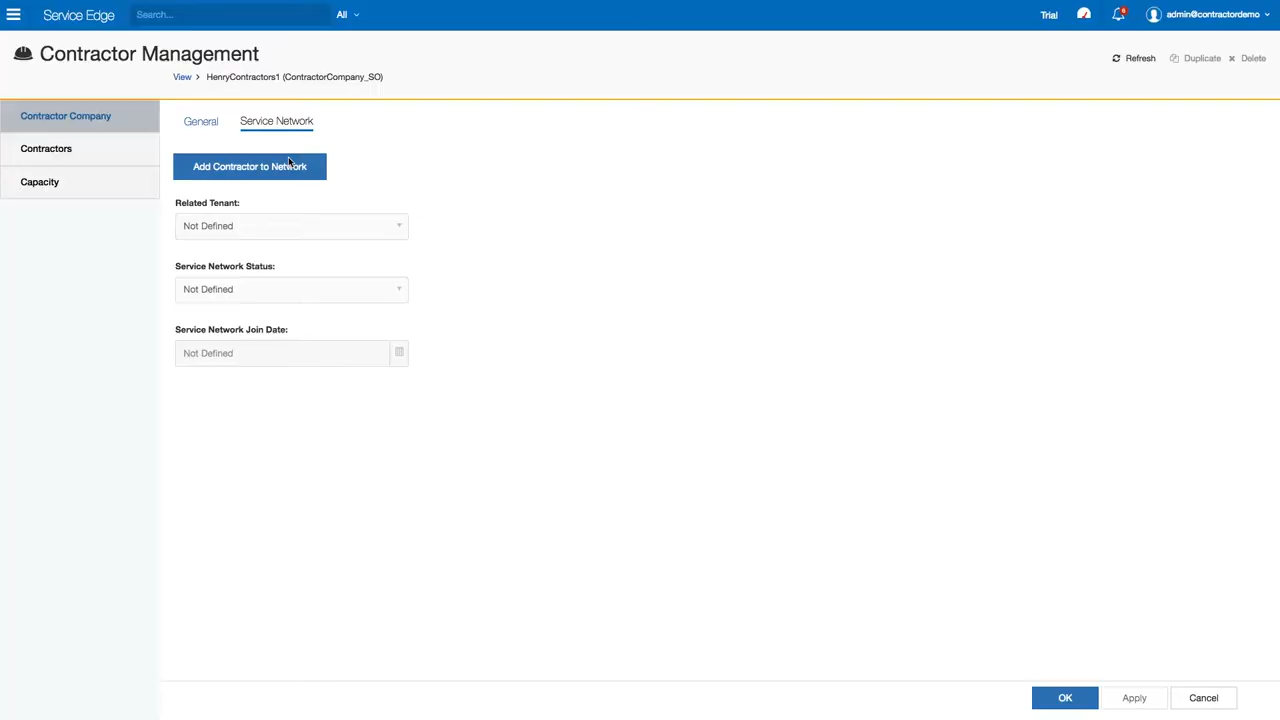 Service Edge
Search...
All
Trial
6
admin@contractordemo
Contractor Management
View > HenryContractors1 (ContractorCompany_SO)
Refresh
Duplicate
Delete
Contractor Company
Contractors
Capacity
General
Service Network
Add Contractor to Network
Related Tenant:
Not Defined
Service Network Status:
Not Defined
Service Network Join Date:
Not Defined
OK
Apply
Cancel